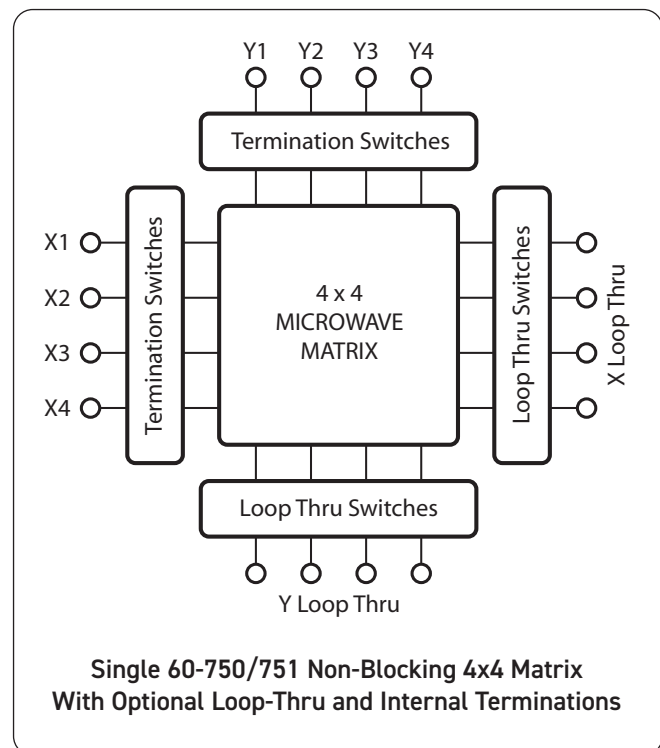 Y1 Y2 Y3 Y4
Termination Switches
X1
X2
X3
X4
Termination Switches
4 x 4
MICROWAVE
MATRIX
Loop Thru Switches
X Loop Thru
Loop Thru Switches
Y Loop Thru
Single 60-750/751 Non-Blocking 4x4 Matrix
With Optional Loop-Thru and Internal Terminations